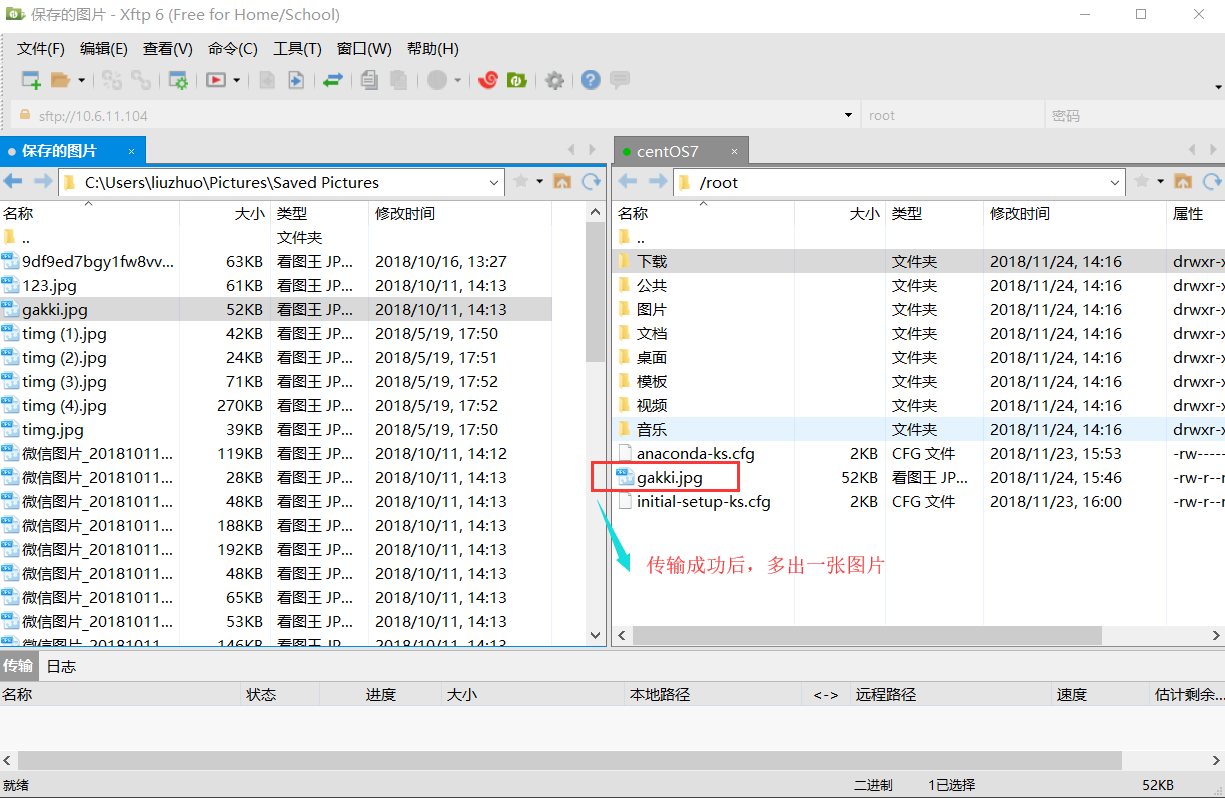 保存的图片 - Xftp 6 (Free for Home/School)
文件(F) 编辑(E) 查看(V) 命令(C) 工具(T) 窗口(W) 帮助(H)
sftp://10.6.11.104 root 密码
保存的图片 × centOS7 ×
C:\Users\liuzhuo\Pictures\Saved Pictures /root
名称 大小 类型 修改时间 名称 大小 类型 修改时间 属性
.. 文件夹 ..
9df9ed7bgy1fw8vv... 63KB 看图王 JP... 2018/10/16, 13:27 下载 文件夹 2018/11/24, 14:16 drwxr-x
123.jpg 61KB 看图王 JP... 2018/10/11, 14:13 公共 文件夹 2018/11/24, 14:16 drwxr-x
gakki.jpg 52KB 看图王 JP... 2018/10/11, 14:13 图片 文件夹 2018/11/24, 14:16 drwxr-x
timg (1).jpg 42KB 看图王 JP... 2018/5/19, 17:50 文档 文件夹 2018/11/24, 14:16 drwxr-x
timg (2).jpg 24KB 看图王 JP... 2018/5/19, 17:51 桌面 文件夹 2018/11/24, 14:16 drwxr-x
timg (3).jpg 71KB 看图王 JP... 2018/5/19, 17:52 模板 文件夹 2018/11/24, 14:16 drwxr-x
timg (4).jpg 270KB 看图王 JP... 2018/5/19, 17:52 视频 文件夹 2018/11/24, 14:16 drwxr-x
timg.jpg 39KB 看图王 JP... 2018/5/19, 17:50 音乐 文件夹 2018/11/24, 14:16 drwxr-x
微信图片_20181011... 119KB 看图王 JP... 2018/10/11, 14:12 anaconda-ks.cfg 2KB CFG 文件 2018/11/23, 15:53 -rw-----
微信图片_20181011... 28KB 看图王 JP... 2018/10/11, 14:13 gakki.jpg 52KB 看图王 JP... 2018/11/24, 15:46 -rw-r--r
微信图片_20181011... 48KB 看图王 JP... 2018/10/11, 14:13 initial-setup-ks.cfg 2KB CFG 文件 2018/11/23, 16:00 -rw-r--r
微信图片_20181011... 188KB 看图王 JP... 2018/10/11, 14:13
微信图片_20181011... 192KB 看图王 JP... 2018/10/11, 14:13
传输成功后，多出一张图片
微信图片_20181011... 48KB 看图王 JP... 2018/10/11, 14:13
微信图片_20181011... 65KB 看图王 JP... 2018/10/11, 14:13
微信图片_20181011... 53KB 看图王 JP... 2018/10/11, 14:13
微信图片_20181011... 146KB 看图王 JP... 2018/10/11, 14:13
传输 日志
名称 状态 进度 大小 本地路径 <-> 远程路径 速度 估计剩余...
就绪 二进制 1已选择 52KB